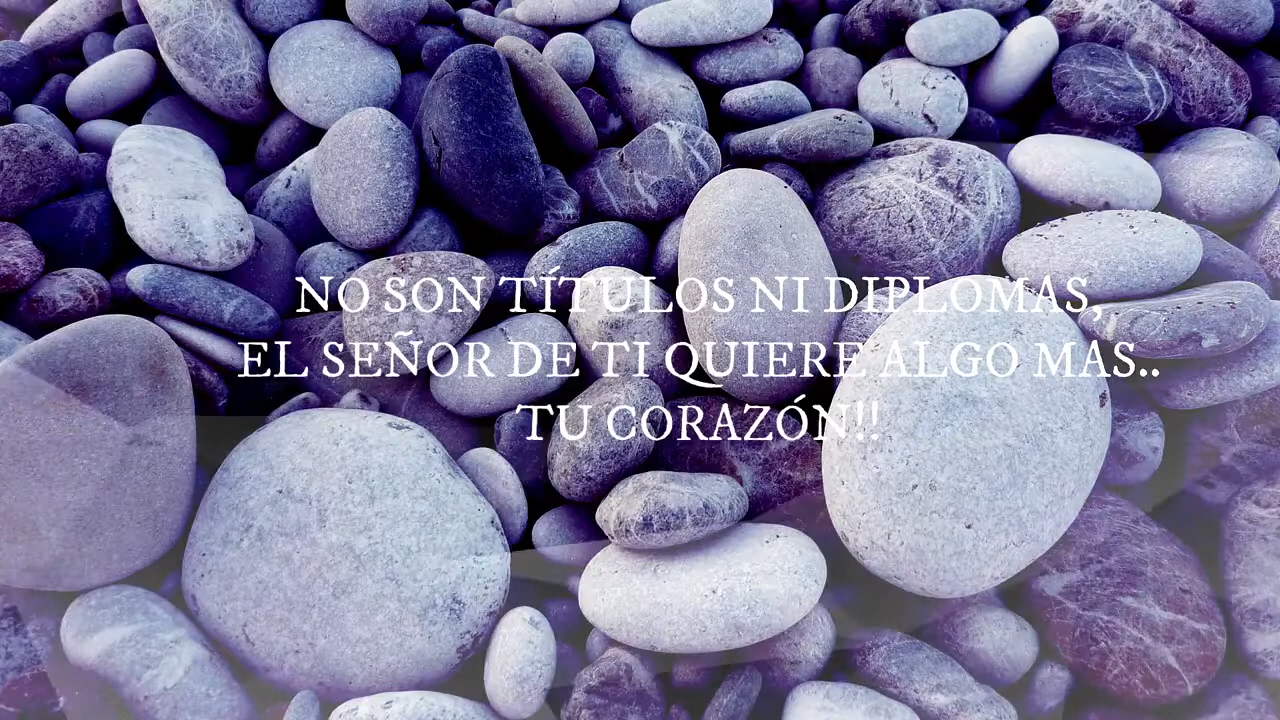 NO SON TÍTULOS NI DIPLOMAS,
EL SEÑOR DE TI QUIERE ALGO MAS..
TU CORAZÓN!!